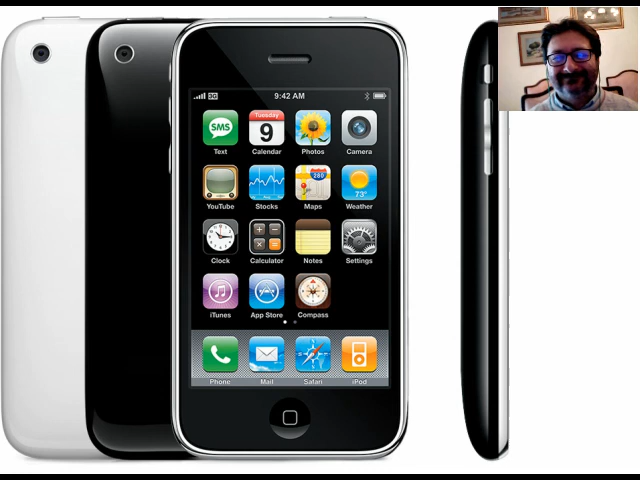 3G 9:42 AM
SMS Tuesday 9
Text Calendar Photos Camera
280 73°
YouTube Stocks Maps Weather
Clock Calculator Notes Settings
iTunes App Store Compass
Phone Mail Safari iPod